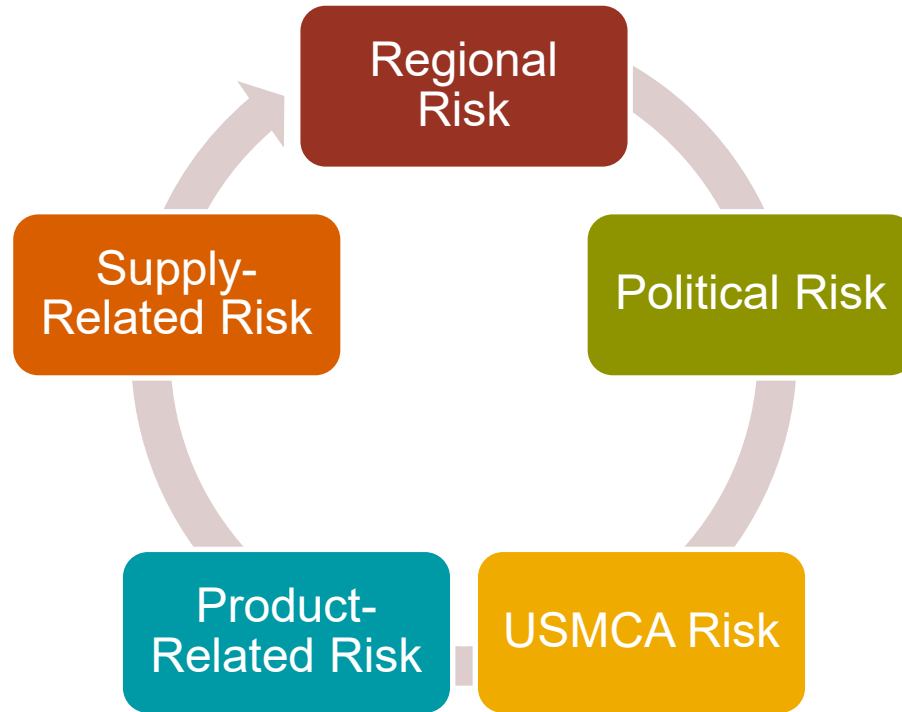 Regional
Risk
Political Risk
USMCA Risk
Product-
Related Risk
Supply-
Related Risk